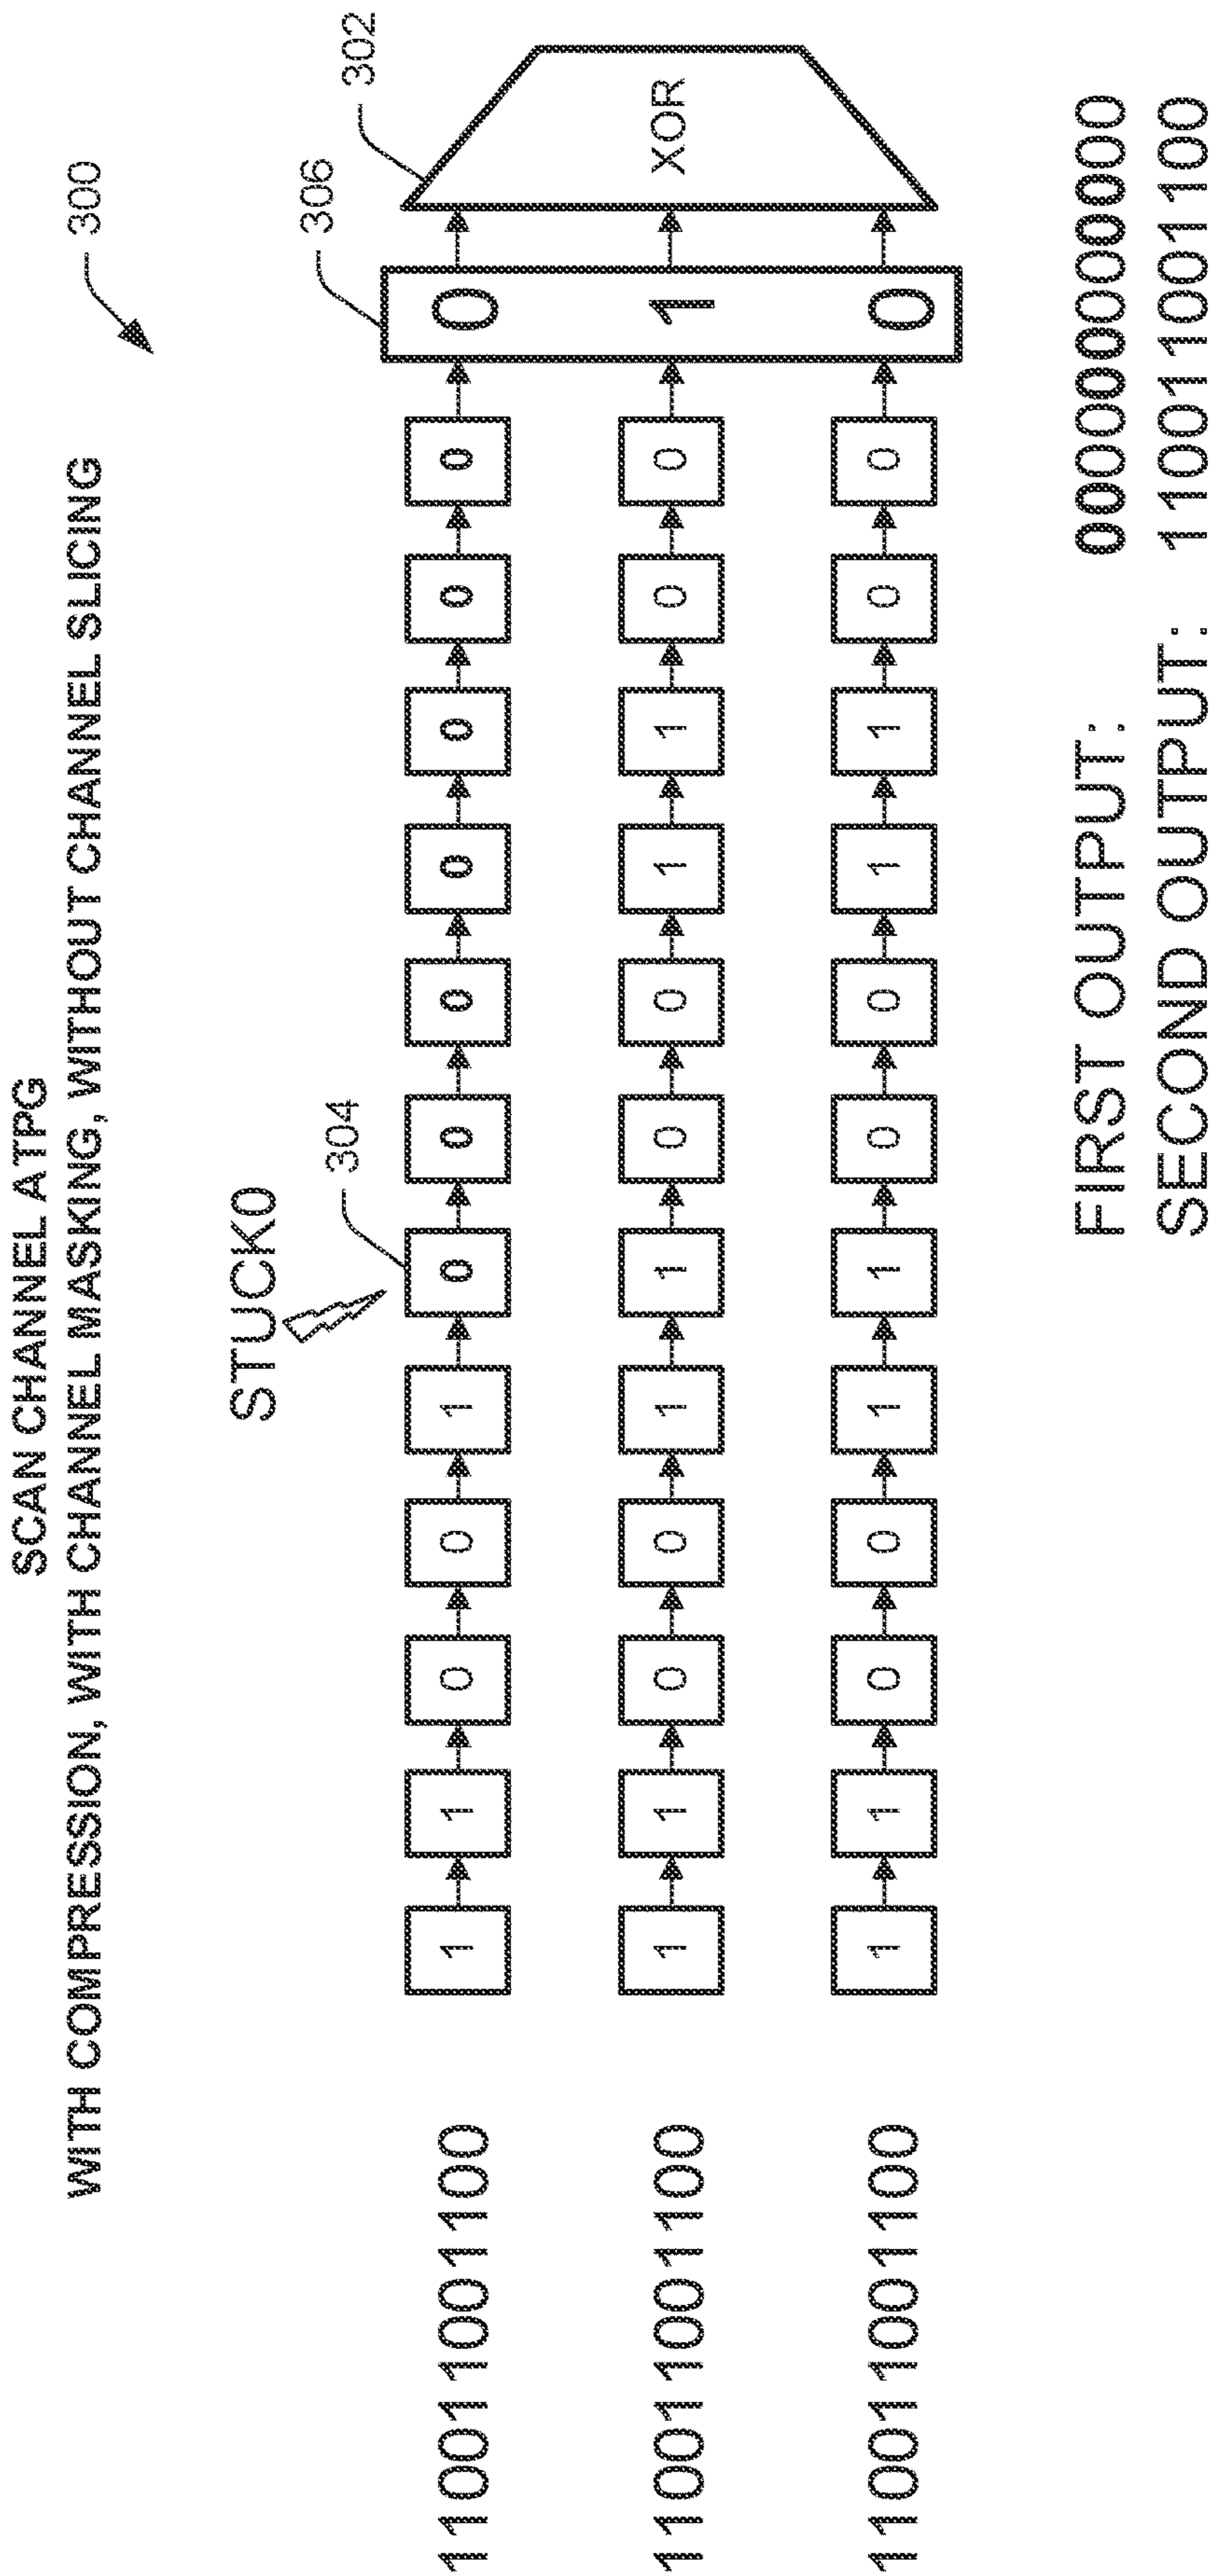 SCAN CHANNEL ATPG
WITH COMPRESSION, WITH CHANNEL MASKING, WITHOUT CHANNEL SLICING
300
STUCK0
304
306
302
110011001100 1 1 0 0 1 0 0 0 0 0 0 0 0
110011001100 1 1 0 0 1 1 0 0 1 1 0 0 1 XOR
110011001100 1 1 0 0 1 1 0 0 1 1 0 0 0
FIRST OUTPUT: 000000000000
SECOND OUTPUT: 110011001100